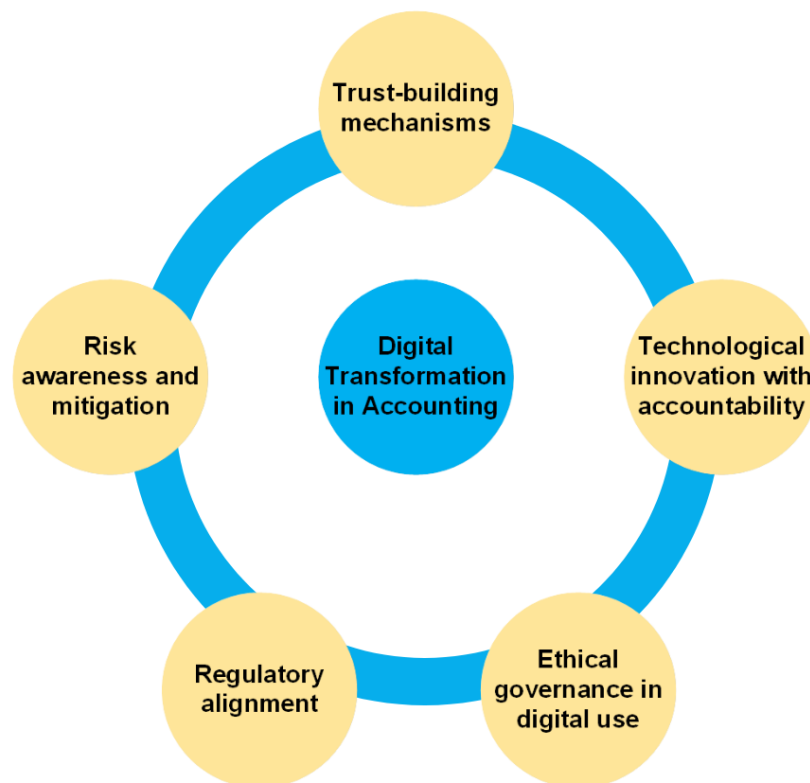 Trust-building
mechanisms
Risk
awareness and
mitigation
Digital
Transformation
in Accounting
Technological
innovation with
accountability
Regulatory
alignment
Ethical
governance in
digital use